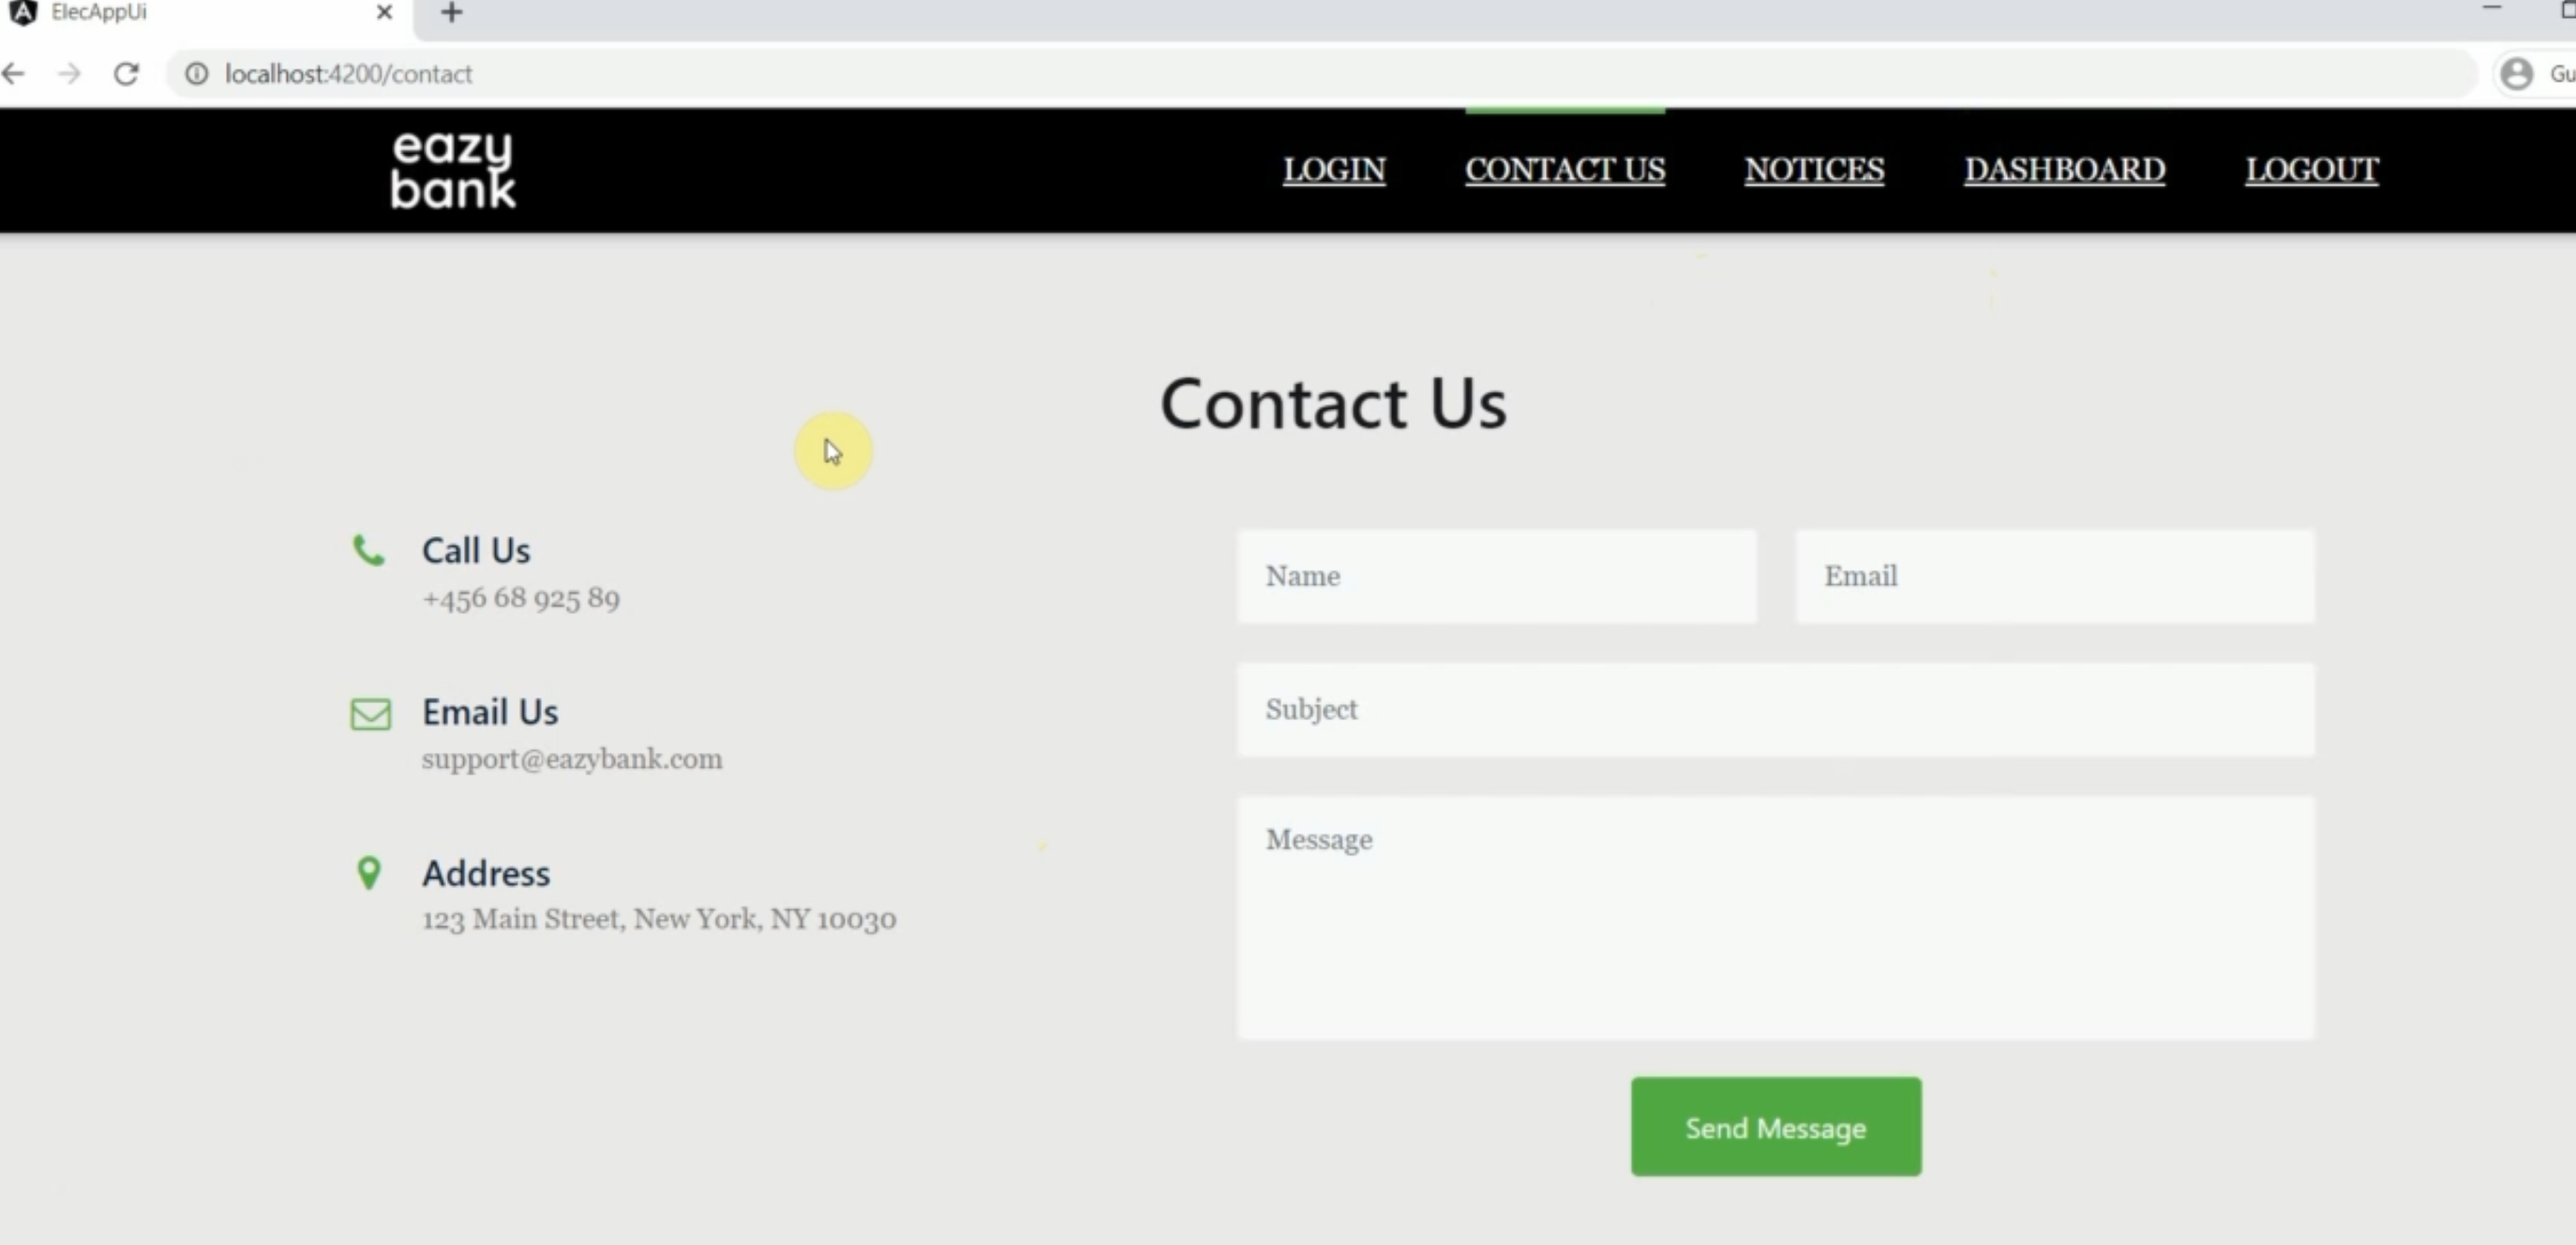 ElecAppUi
localhost:4200/contact
Gu
eazy
bank
LOGIN CONTACT US NOTICES DASHBOARD LOGOUT
Contact Us
Call Us
+456 68 925 89
Email Us
support@eazybank.com
Address
123 Main Street, New York, NY 10030
Name Email
Subject
Message
Send Message